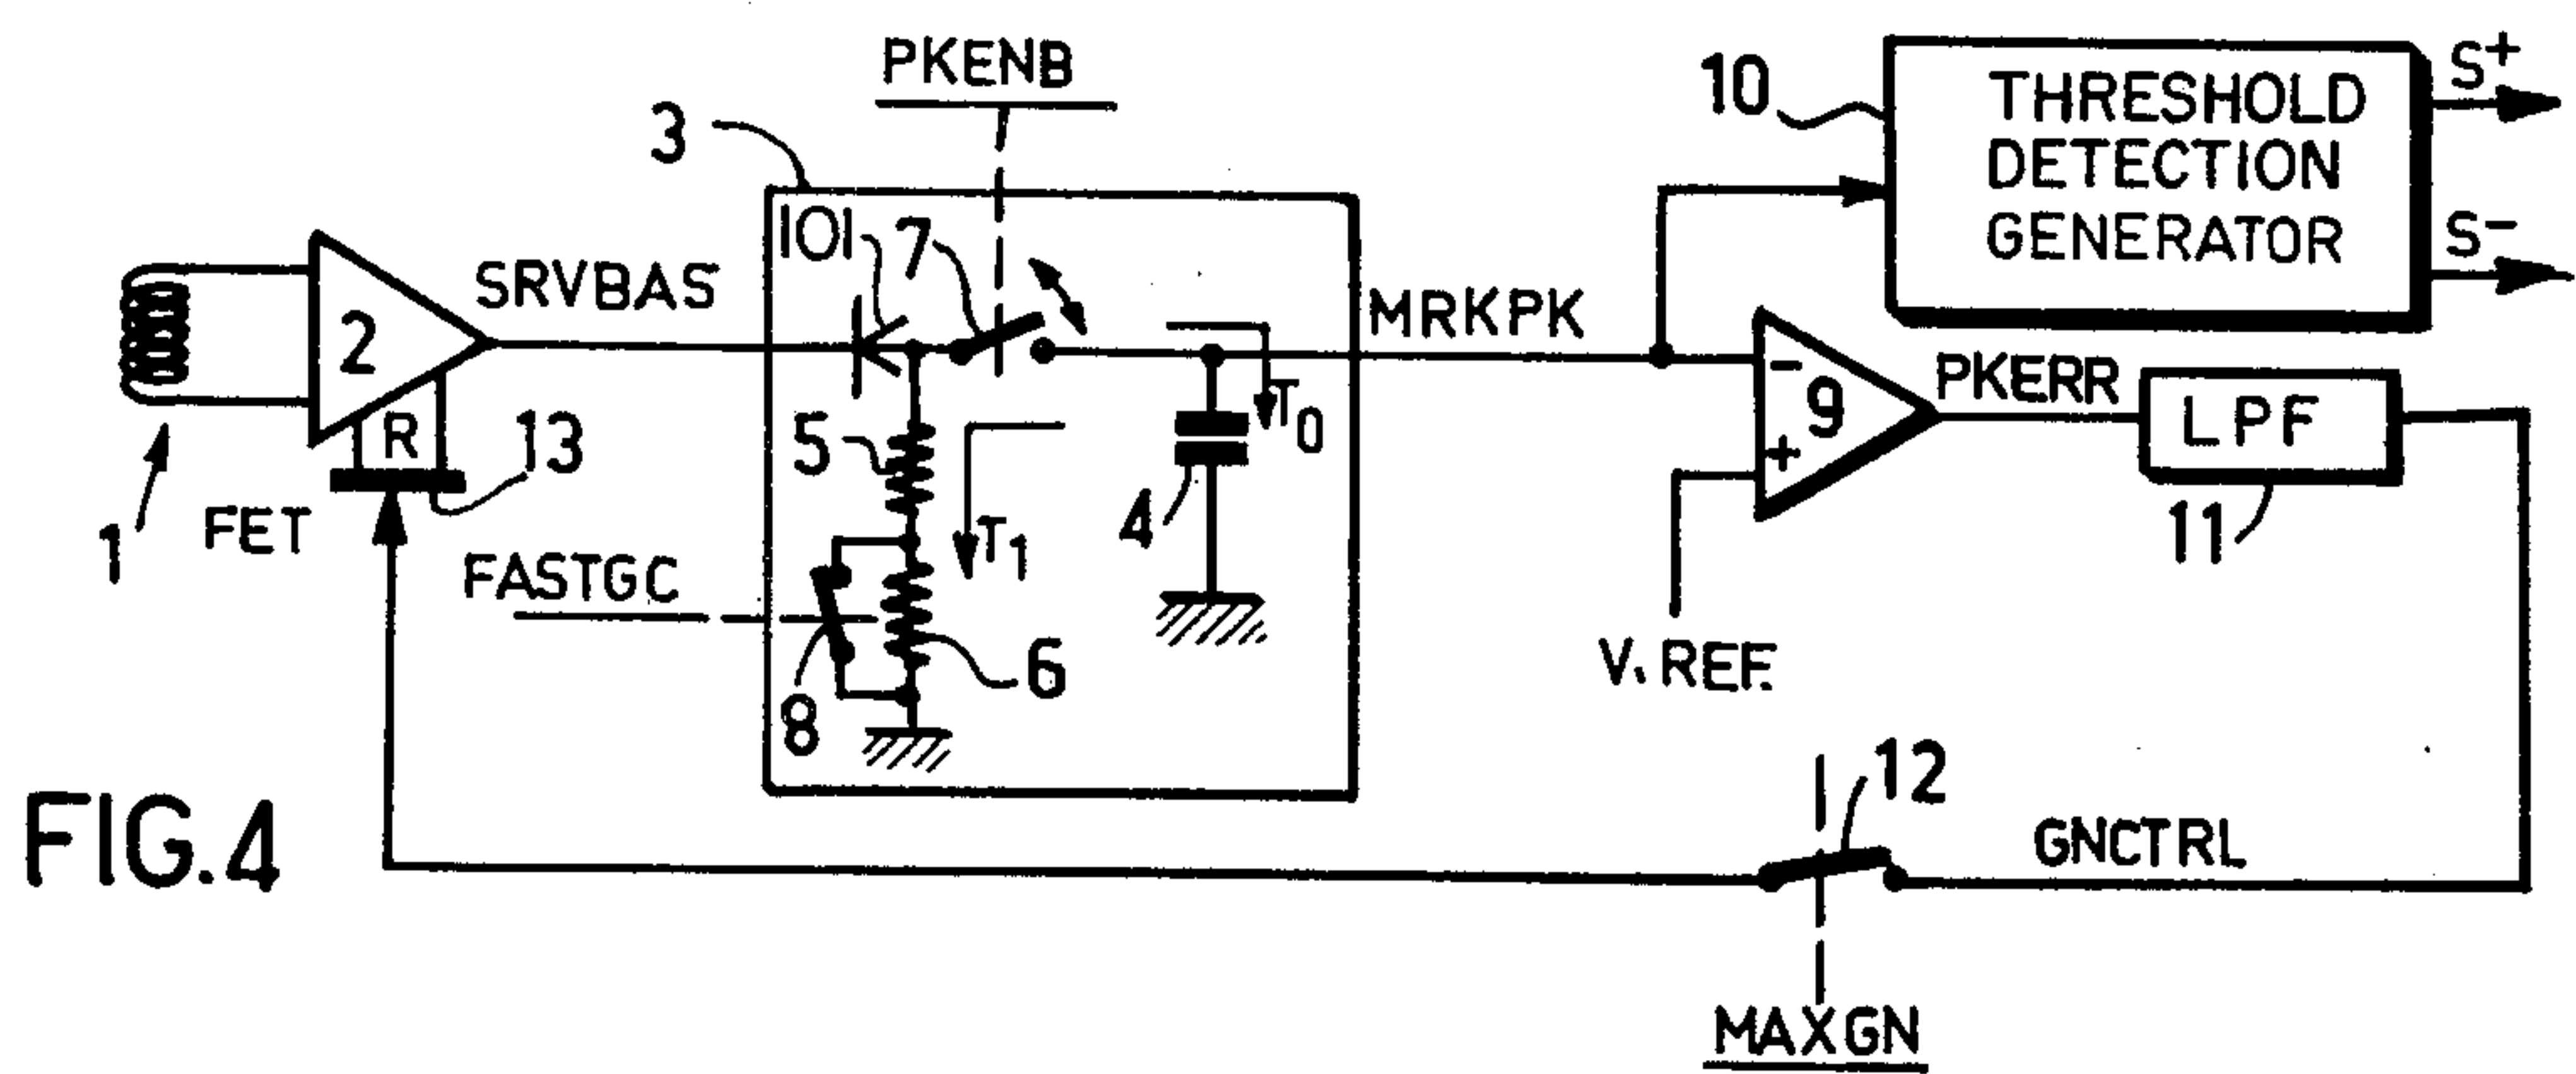 PKENB
3
10
THRESHOLD
DETECTION
GENERATOR
S+
S-
101
7
SRVBAS
2
MRKPK
T0
PKERR
LPF
9
-
+
R
13
5
4
11
1
FET
T1
FASTGC
8
6
V.REF.
12
GNCTRL
MAXGN
FIG.4